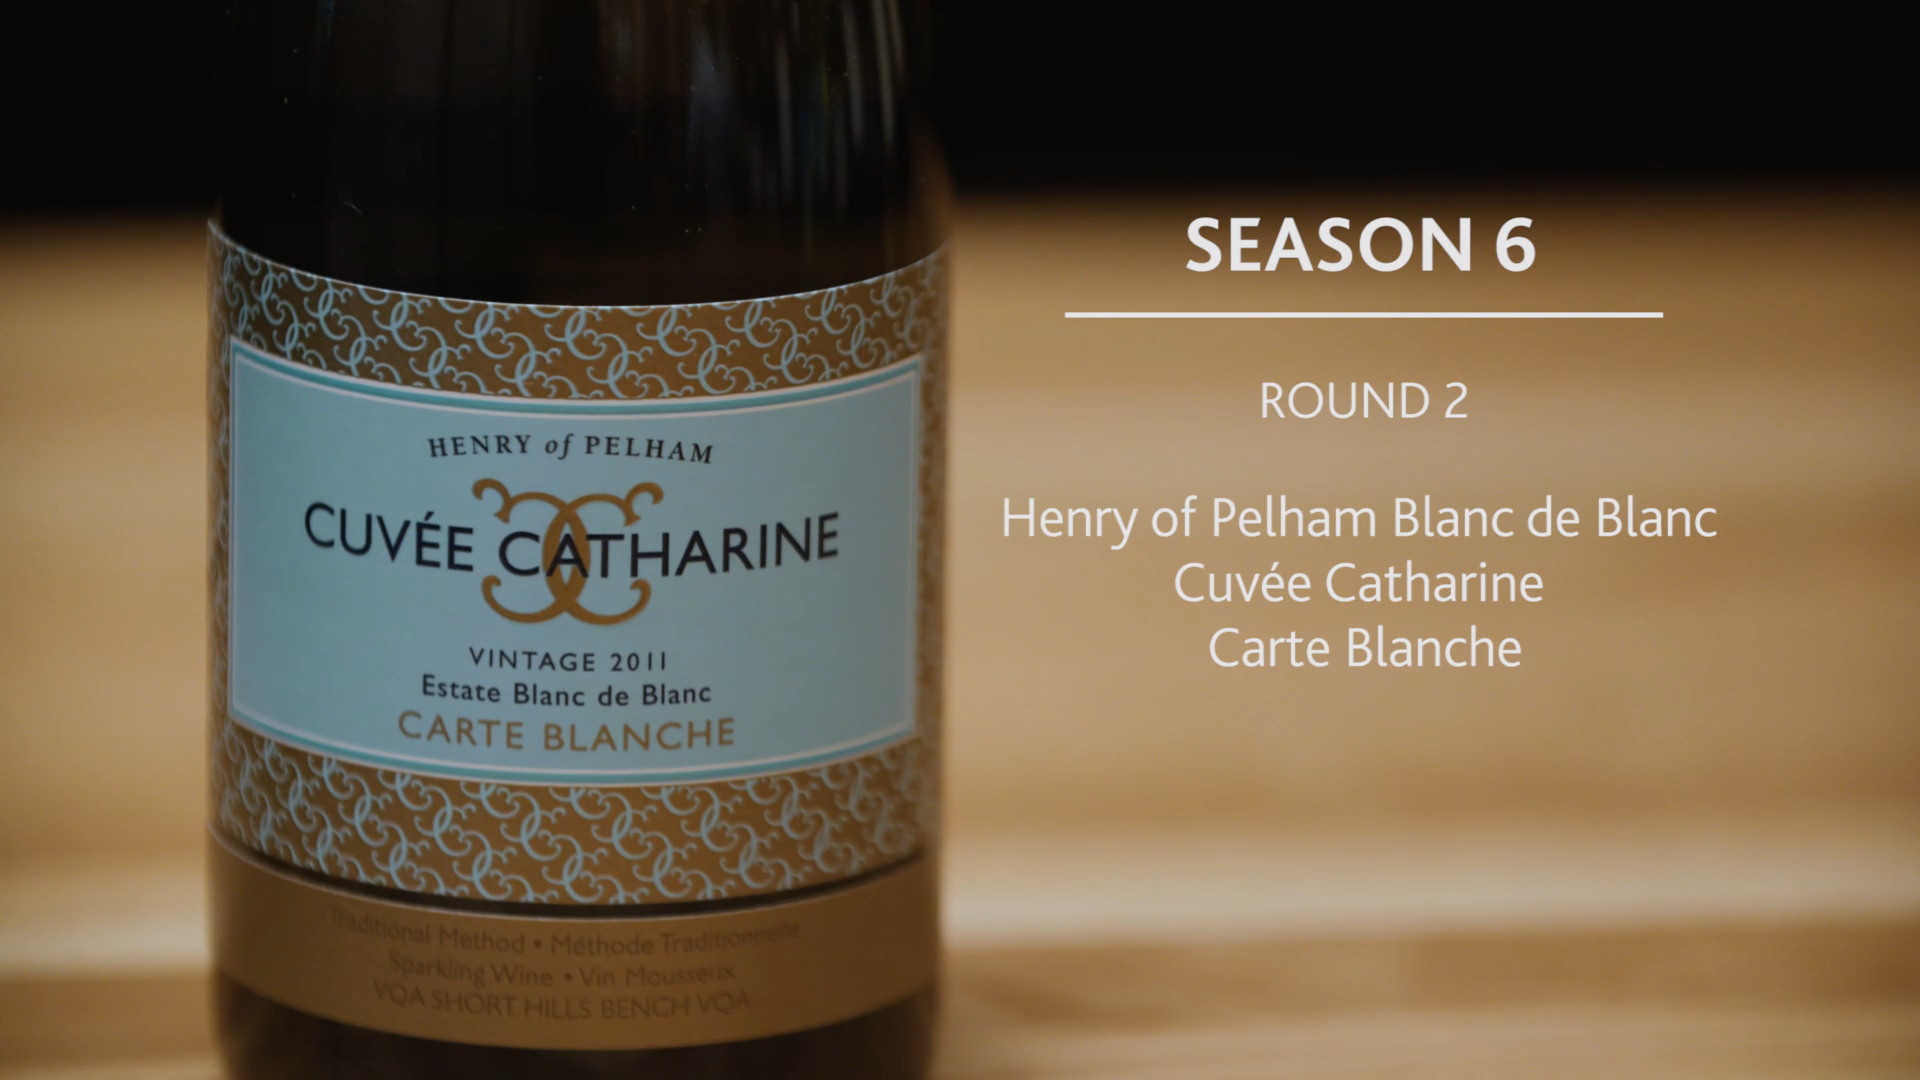 HENRY of PELHAM
CUVÉE CATHARINE
VINTAGE 2011
Estate Blanc de Blanc
CARTE BLANCHE
Traditional Method • Méthode Traditionnelle
Sparkling Wine • Vin Mousseux
VQA SHORT HILLS BENCH VQA
SEASON 6
ROUND 2
Henry of Pelham Blanc de Blanc
Cuvée Catharine
Carte Blanche